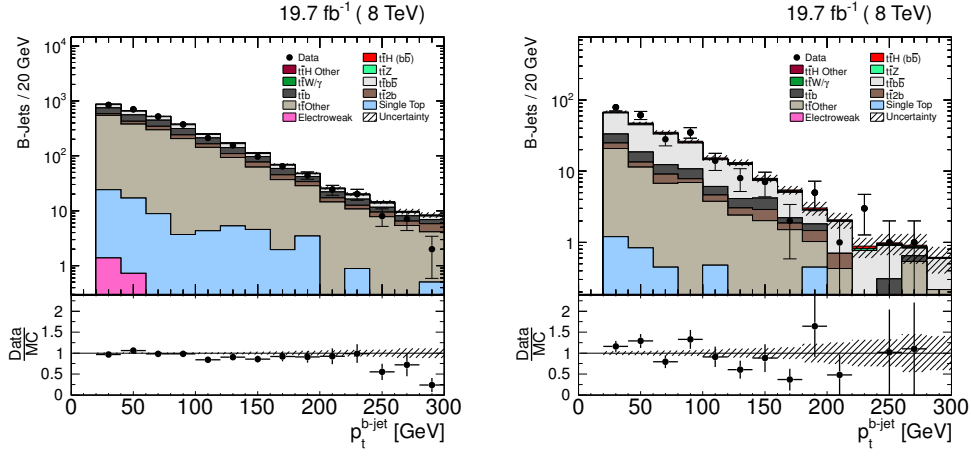 19.7 fb⁻¹ ( 8 TeV)
B-Jets / 20 GeV
10⁴
10³
10²
10
1
Data
tt̄H Other
tt̄W/γ
tt̄b
tt̄Other
Electroweak
tt̄H (bb̄)
tt̄Z
tt̄bb̄
tt̄2b
Single Top
Uncertainty
Data
MC
2
1.5
1
0.5
0
0 50 100 150 200 250 300
p_t^{b-jet} [GeV]
19.7 fb⁻¹ ( 8 TeV)
B-Jets / 20 GeV
10²
10
1
Data
tt̄H Other
tt̄W/γ
tt̄b
tt̄Other
Electroweak
tt̄H (bb̄)
tt̄Z
tt̄bb̄
tt̄2b
Single Top
Uncertainty
Data
MC
2
1.5
1
0.5
0
0 50 100 150 200 250 300
p_t^{b-jet} [GeV]